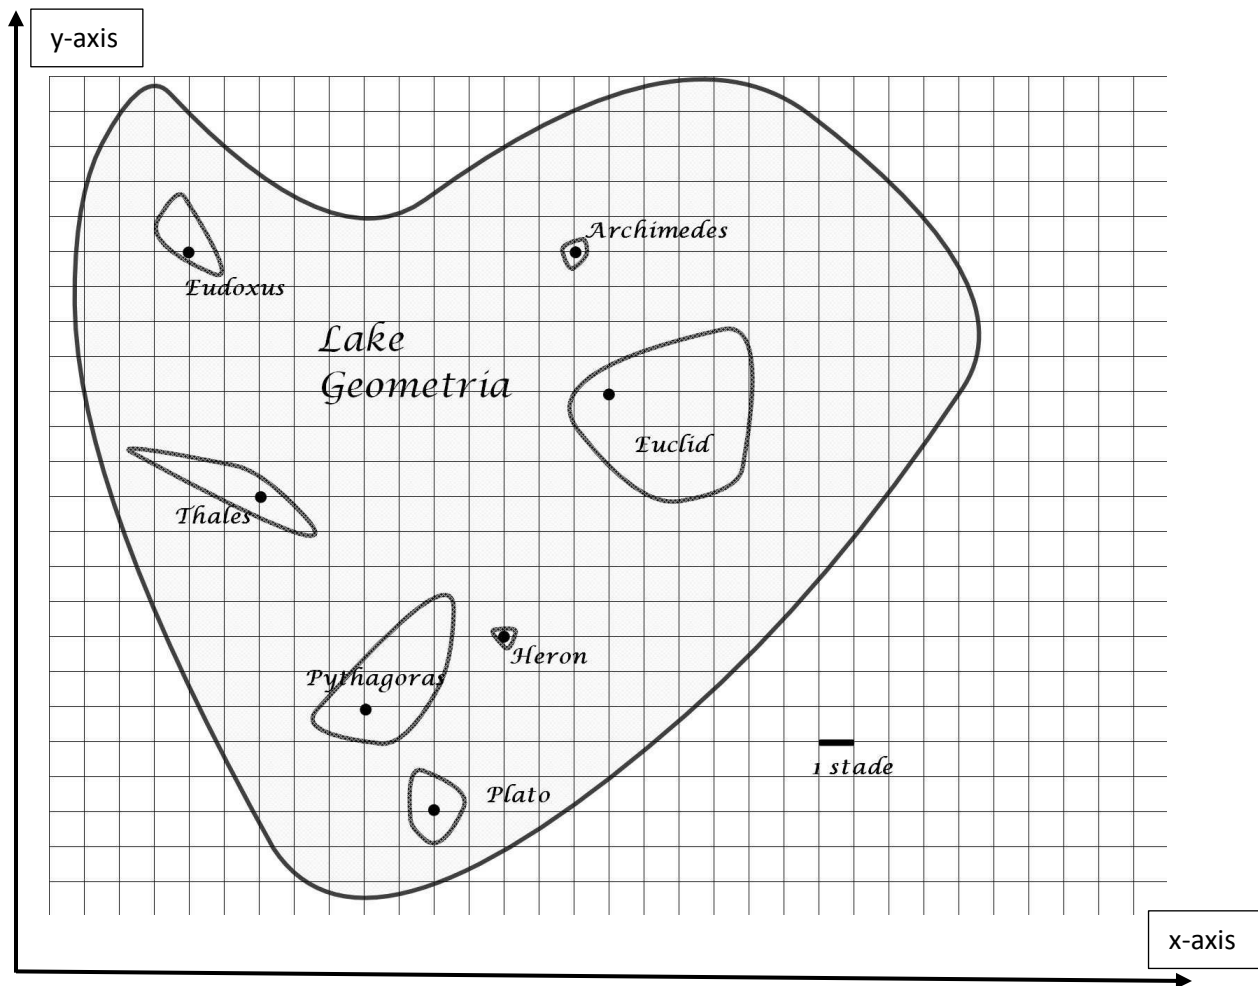 y-axis
Archimedes
Eudoxus
Lake
Geometria
Euclid
Thales
Heron
Pythagoras
1 stade
Plato
x-axis